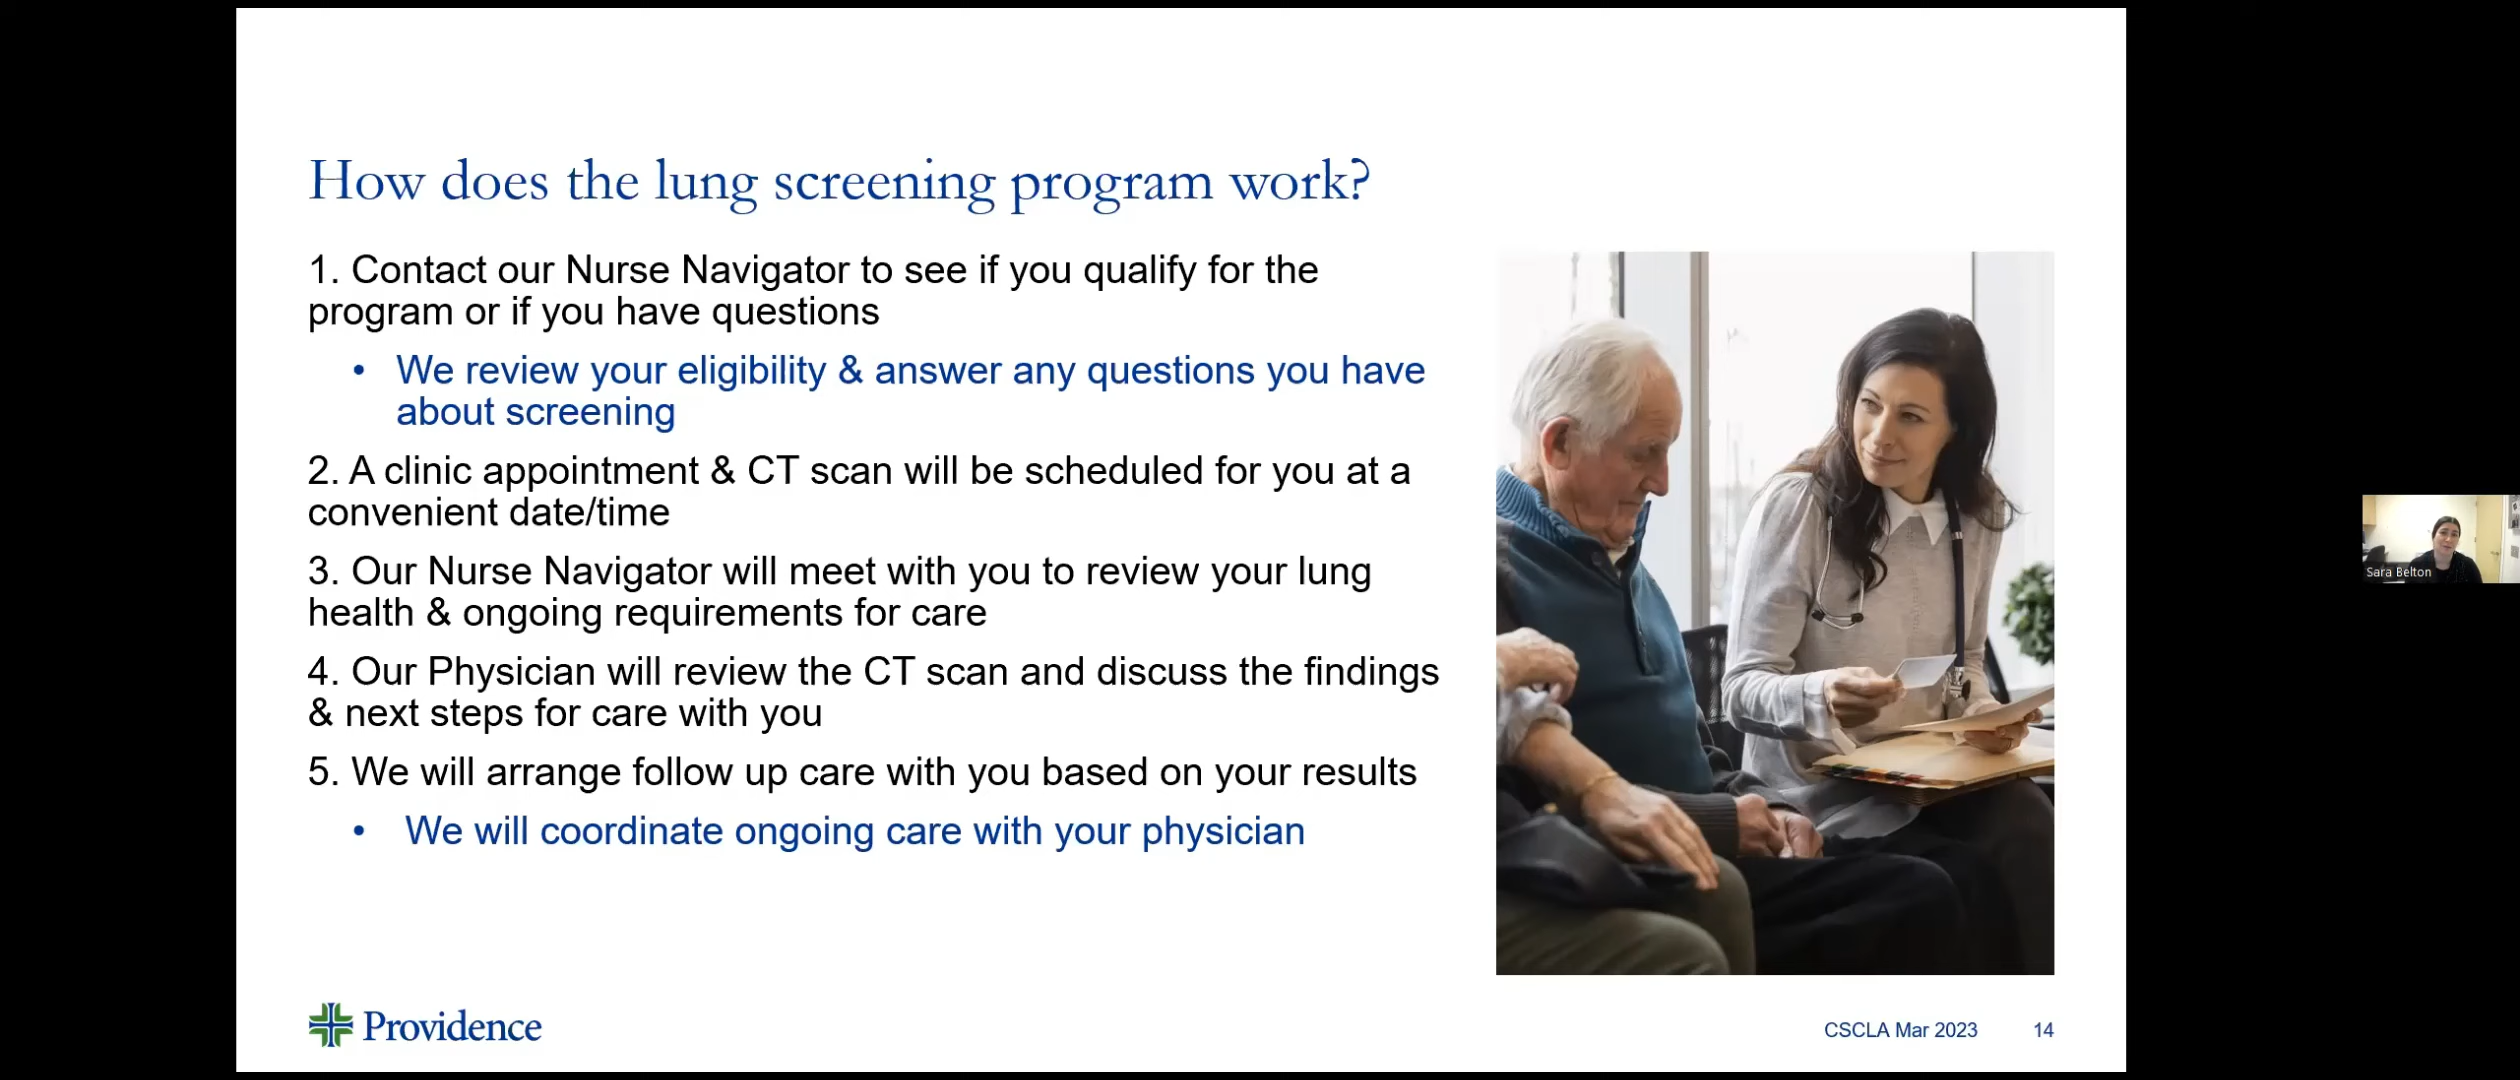 How does the lung screening program work?
1. Contact our Nurse Navigator to see if you qualify for the
program or if you have questions
• We review your eligibility & answer any questions you have
about screening
2. A clinic appointment & CT scan will be scheduled for you at a
convenient date/time
3. Our Nurse Navigator will meet with you to review your lung
health & ongoing requirements for care
4. Our Physician will review the CT scan and discuss the findings
& next steps for care with you
5. We will arrange follow up care with you based on your results
• We will coordinate ongoing care with your physician
Sara Belton
Providence
CSCLA Mar 2023 14